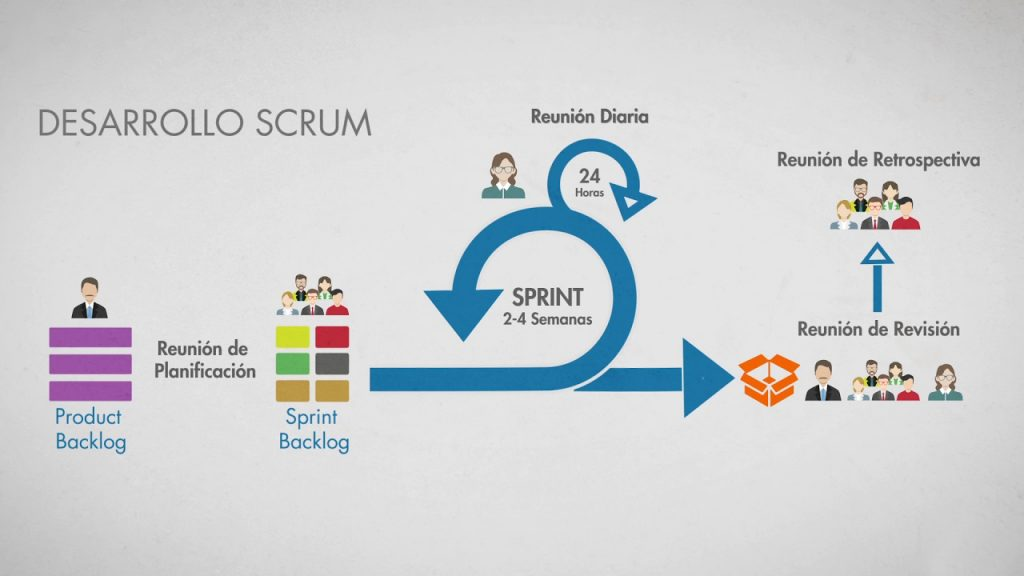 DESARROLLO SCRUM
Product
Backlog
Reunión de
Planificación
Sprint
Backlog
Reunión Diaria
24
Horas
SPRINT
2-4 Semanas
Reunión de Retrospectiva
Reunión de Revisión